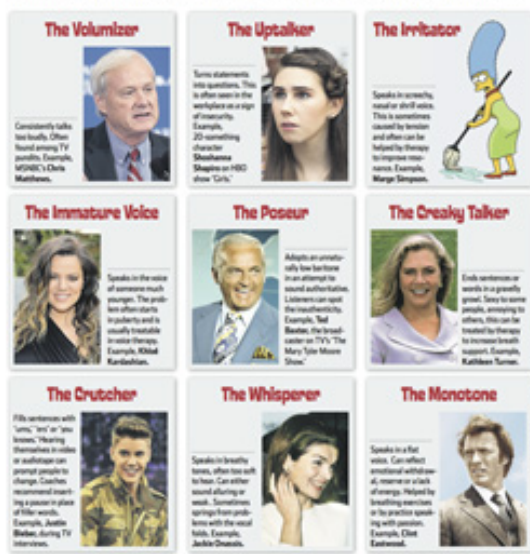 The Volumizer
Consistently talks
too loudly. Often
found among TV
pundits. Example,
MSNBC's Chris
Matthews.
The Uptalker
Turns statements
into questions. This
is often seen in the
workplace as a sign
of insecurity.
Example,
20-something
character
Shoshanna
Shapiro on HBO
show "Girls."
The Irritator
Speaks in screechy,
nasal or shrill voice.
This is sometimes
caused by tension
and often can be
helped by therapy
to improve reso-
nance. Example,
Marge Simpson.
The Immature Voice
Speaks in the voice
of someone much
younger. The prob-
lem often starts
in puberty and is
usually treatable
in voice therapy.
Example, Khloé
Kardashian.
The Poseur
Adopts an unnatu-
rally low baritone
in an attempt to
sound authoritative.
Listeners can spot
the inauthenticity.
Example, Ted
Baxter, the broad-
caster on TV's "The
Mary Tyler Moore
Show."
The Creaky Talker
Ends sentences or
words in a gravelly
growl. Sexy to some
people, annoying to
others, this can be
treated by therapy
to increase breath
support. Example,
Kathleen Turner.
The Crutcher
Fills sentences with
"ums," "ers" or "you
knows." Hearing
themselves in video
or audiotape can
prompt people to
change. Coaches
recommend insert-
ing a pause in place
of filler words.
Example, Justin
Bieber, during TV
interviews.
The Whisperer
Speaks in breathy
tones, often too soft
to hear. Can either
sound alluring or
weak. Sometimes
springs from prob-
lems with the vocal
folds. Example,
Jackie Onassis.
The Monotone
Speaks in a flat
voice. Can reflect
emotional withdraw-
al, reserve or a lack
of energy. Helped by
breathing exercises
or by practice speak-
ing with passion.
Example, Clint
Eastwood.